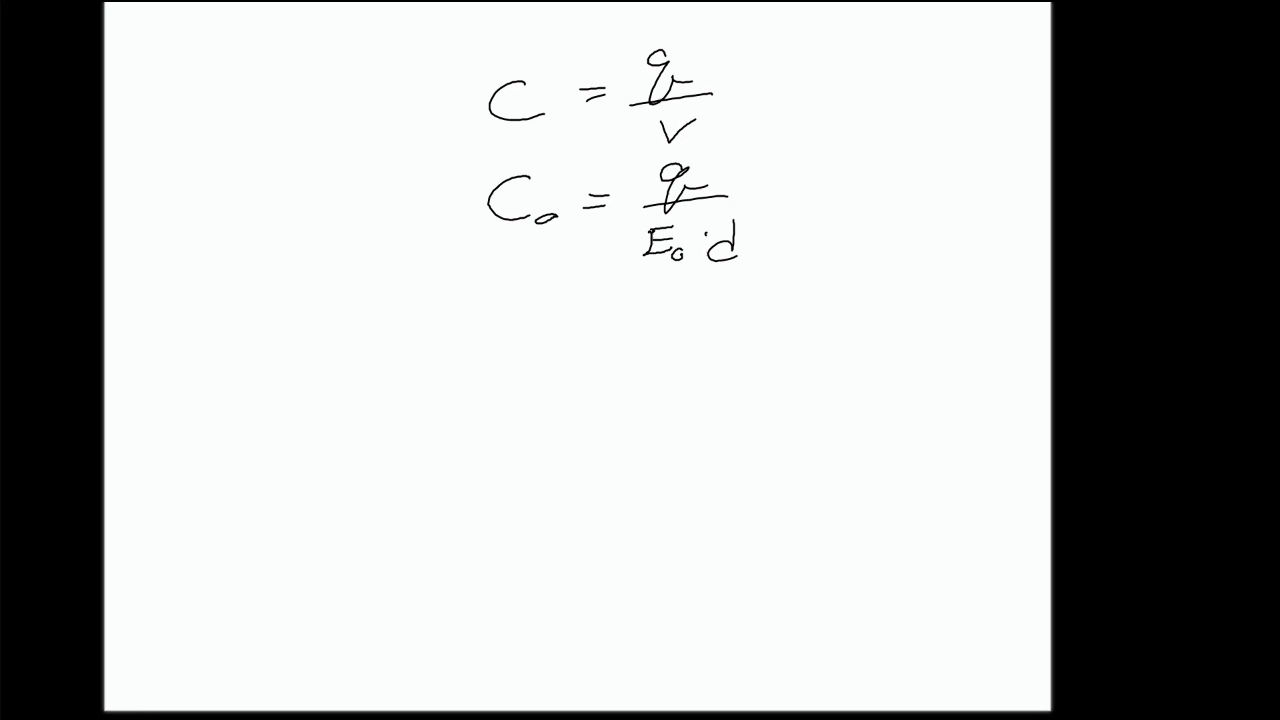 C = q/V
C₀ = q/E₀·d